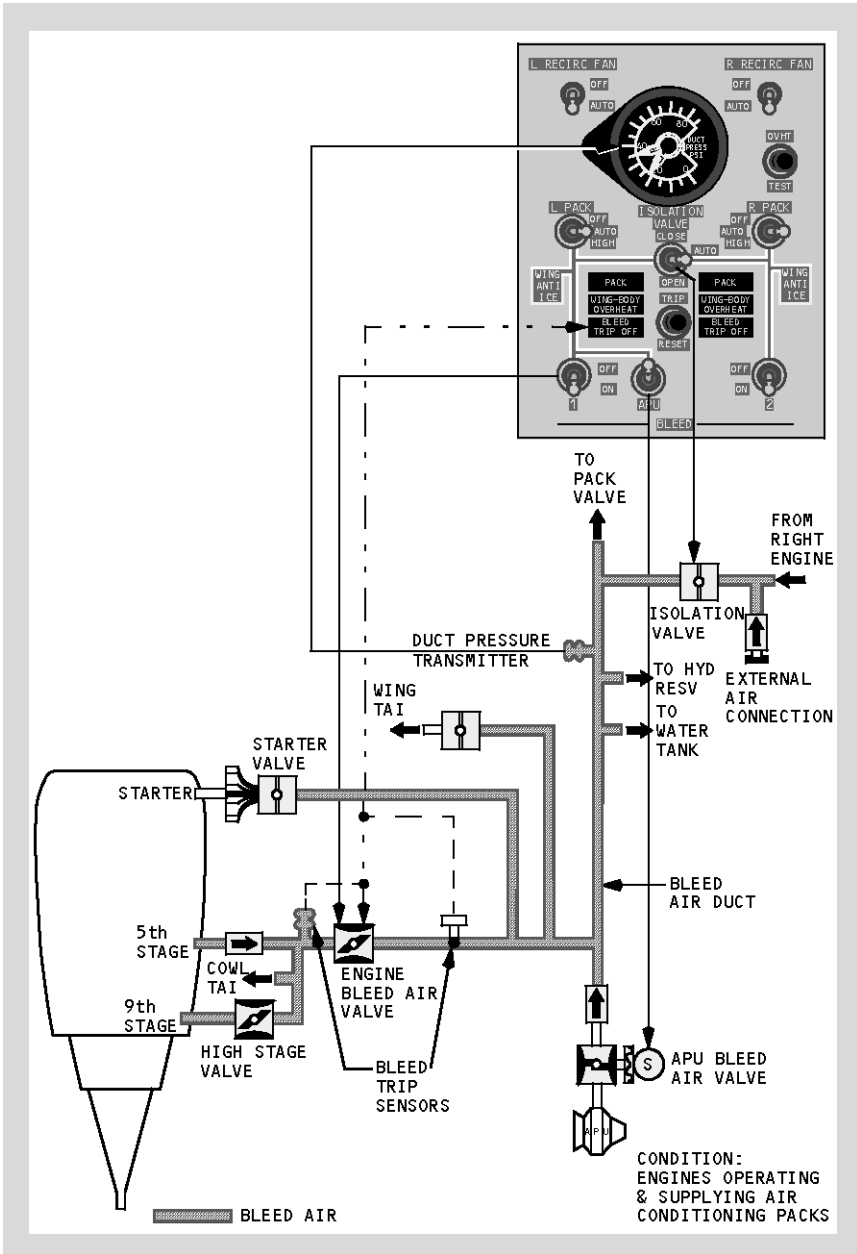 L RECIRC FAN
R RECIRC FAN
OFF
AUTO
OFF
AUTO
60
80
40
20
0
DUCT
PRESS
PSI
OVHT
TEST
L PACK
OFF
AUTO
HIGH
ISOLATION
VALVE
CLOSE
AUTO
OPEN
R PACK
OFF
AUTO
HIGH
WING
ANTI
ICE
PACK
WING-BODY
OVERHEAT
BLEED
TRIP OFF
TRIP
RESET
PACK
WING-BODY
OVERHEAT
BLEED
TRIP OFF
WING
ANTI
ICE
OFF
ON
OFF
ON
1
APU
2
BLEED
TO
PACK
VALVE
FROM
RIGHT
ENGINE
ISOLATION
VALVE
DUCT PRESSURE
TRANSMITTER
TO HYD
RESV
EXTERNAL
AIR
CONNECTION
TO
WATER
TANK
WING
TAI
STARTER
VALVE
STARTER
BLEED
AIR DUCT
5th
STAGE
COWL
TAI
ENGINE
BLEED AIR
VALVE
9th
STAGE
HIGH STAGE
VALVE
BLEED
TRIP
SENSORS
S
APU BLEED
AIR VALVE
APU
CONDITION:
ENGINES OPERATING
& SUPPLYING AIR
CONDITIONING PACKS
BLEED AIR